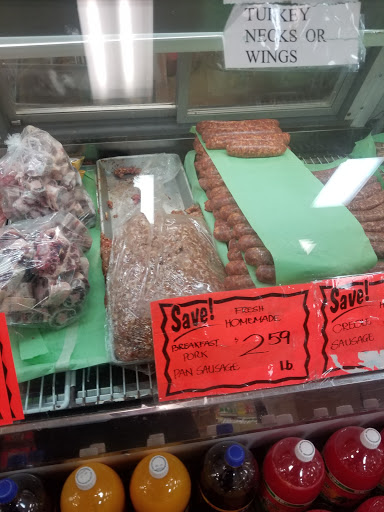 TURKEY
NECKS OR
WINGS
Save!
FRESH
HOMEMADE
BREAKFAST
PORK
PAN SAUSAGE
$2.59
Lb
Save!
SAUSAGE